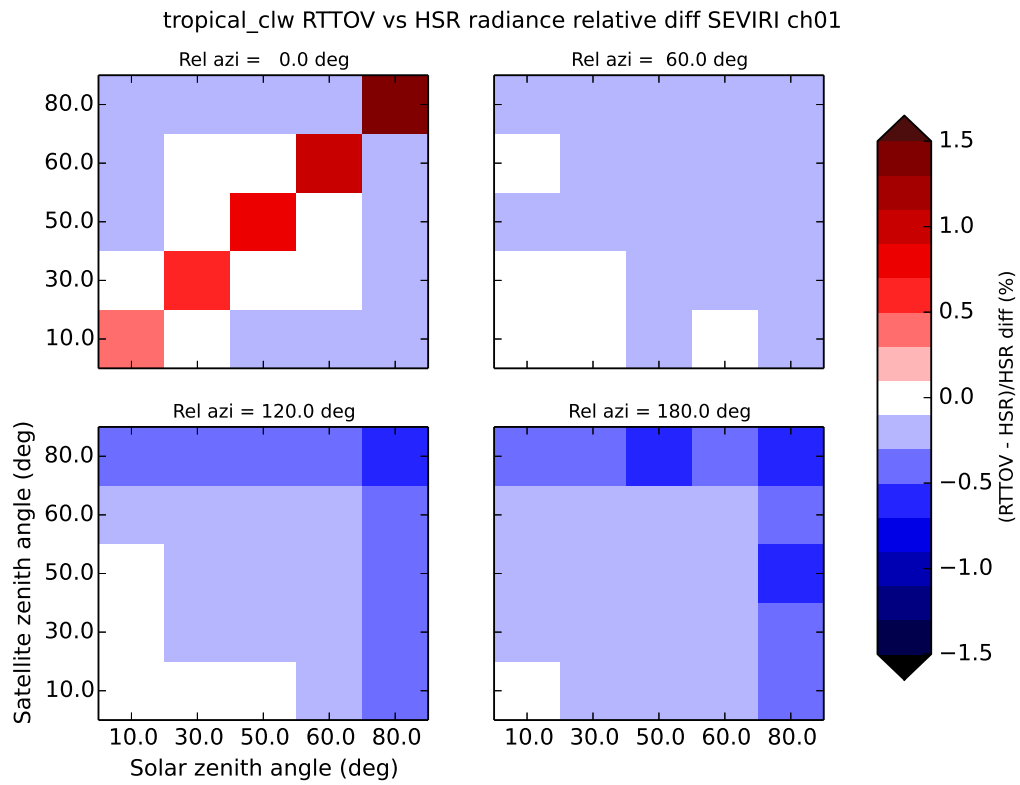 tropical_clw RTTOV vs HSR radiance relative diff SEVIRI ch01
Rel azi =   0.0 deg
80.0
60.0
50.0
30.0
10.0
Rel azi =  60.0 deg
Rel azi = 120.0 deg
80.0
60.0
50.0
30.0
10.0
10.0 30.0 50.0 60.0 80.0
Satellite zenith angle (deg)
Solar zenith angle (deg)
Rel azi = 180.0 deg
10.0 30.0 50.0 60.0 80.0
1.5
1.0
0.5
0.0
−0.5
−1.0
−1.5
(RTTOV - HSR)/HSR diff (%)